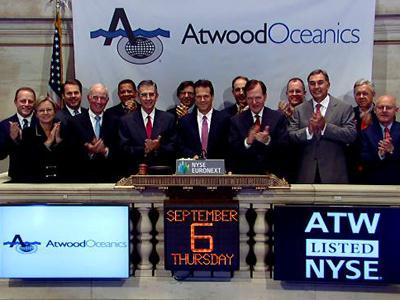 AtwoodOceanics
NYSE
EURONEXT
AtwoodOceanics
SEPTEMBER
6
THURSDAY
ATW
LISTED
NYSE